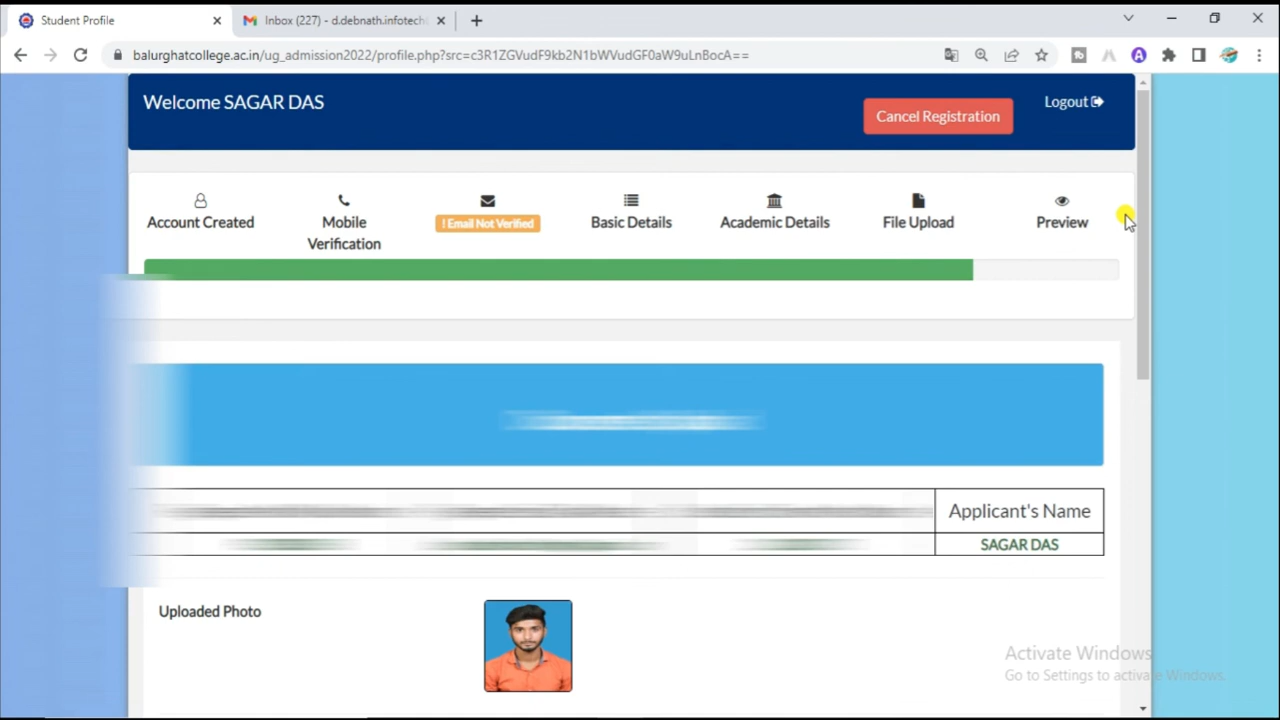 Student Profile
Inbox (227) - d.debnath.infotech
balurghatcollege.ac.in/ug_admission2022/profile.php?src=c3R1ZGVudF9kb2N1bWVudGF0aW9uLnBocA==
Welcome SAGAR DAS
Cancel Registration
Logout
Account Created
Mobile
Verification
! Email Not Verified
Basic Details
Academic Details
File Upload
Preview
Applicant's Name
SAGAR DAS
Uploaded Photo
Activate Windows
Go to Settings to activate Windows.